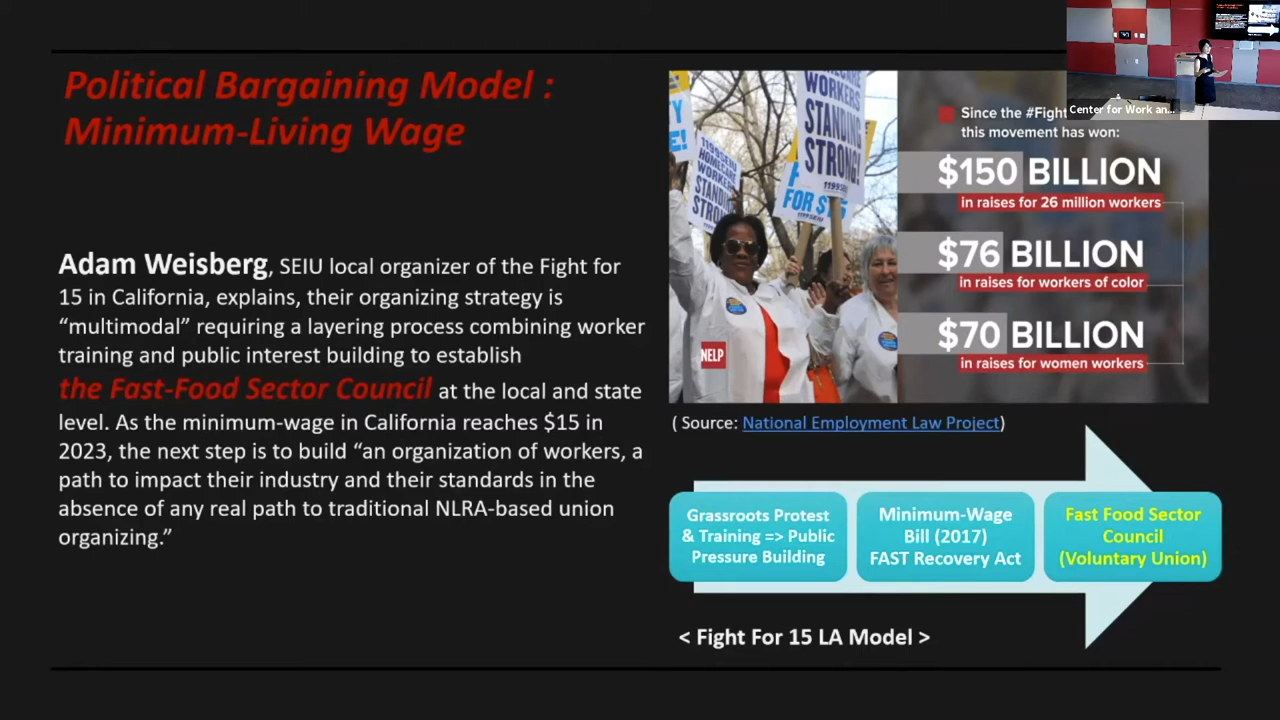 Political Bargaining Model :
Minimum-Living Wage
Adam Weisberg, SEIU local organizer of the Fight for
15 in California, explains, their organizing strategy is
“multimodal” requiring a layering process combining worker
training and public interest building to establish
the Fast-Food Sector Council at the local and state
level. As the minimum-wage in California reaches $15 in
2023, the next step is to build “an organization of workers, a
path to impact their industry and their standards in the
absence of any real path to traditional NLRA-based union
organizing.”
WORKERS
STANDING
STRONG!
1199SEIU
1199SEIU
HOMECARE
WORKERS
STANDING
STRONG
FOR $15
NELP
Since the #Fight
this movement has won:
$150 BILLION
in raises for 26 million workers
$76 BILLION
in raises for workers of color
$70 BILLION
in raises for women workers
Center for Work an...
( Source: National Employment Law Project)
Grassroots Protest
& Training => Public
Pressure Building
Minimum-Wage
Bill (2017)
FAST Recovery Act
Fast Food Sector
Council
(Voluntary Union)
< Fight For 15 LA Model >